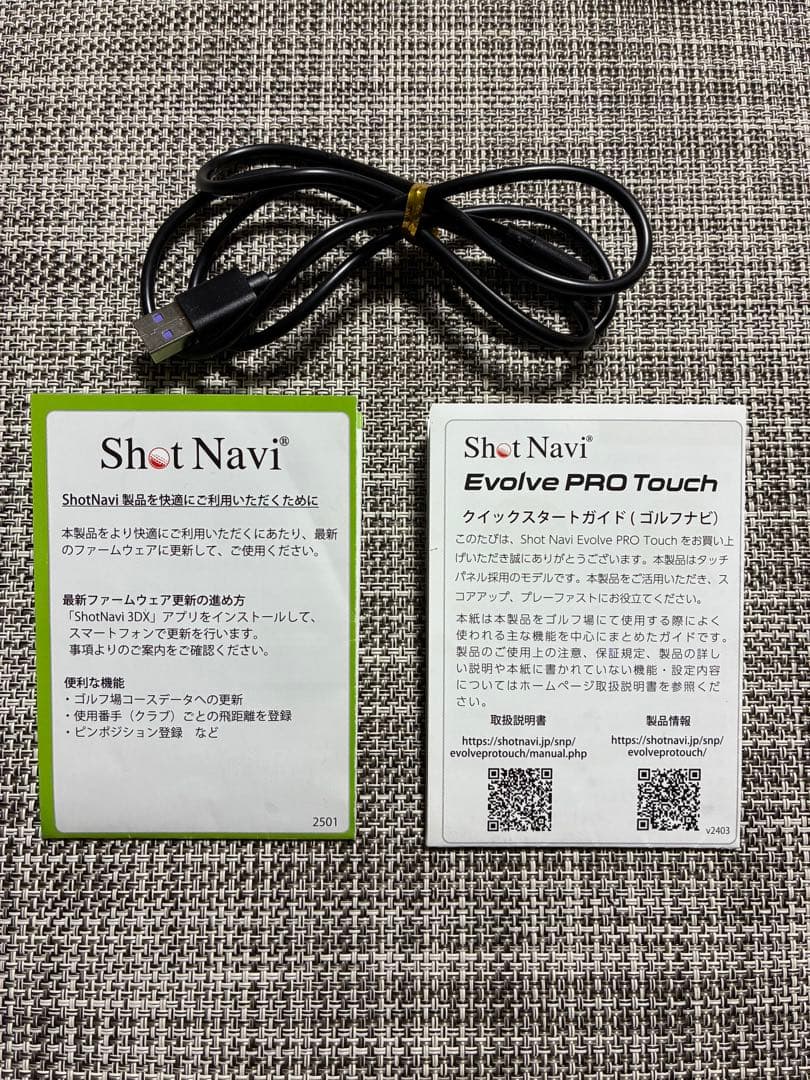 Shot Navi®
ShotNavi 製品を快適にご利用いただくために
本製品をより快適にご利用いただくにあたり、最新
のファームウェアに更新して、ご使用ください。
最新ファームウェア更新の進め方
「ShotNavi 3DX」アプリをインストールして、
スマートフォンで更新を行います。
事項よりのご案内をご確認ください。
便利な機能
・ゴルフ場コースデータへの更新
・使用番手（クラブ）ごとの飛距離を登録
・ピンポジション登録　など
2501
Shot Navi®
Evolve PRO Touch
クイックスタートガイド ( ゴルフナビ）
このたびは、Shot Navi Evolve PRO Touch をお買い上
げいただき誠にありがとうございます。本製品はタッチ
パネル採用のモデルです。本製品をご活用いただき、ス
コアアップ、プレーファストにお役立てください。
本紙は本製品をゴルフ場にて使用する際によく
使われる主な機能を中心にまとめたガイドです。
製品のご使用上の注意、保証規定、製品の詳し
い説明や本紙に書かれていない機能・設定内容
についてはホームページ取扱説明書を参照くだ
さい。
取扱説明書
https://shotnavi.jp/snp/
evolveprotouch/manual.php
製品情報
https://shotnavi.jp/snp/
evolveprotouch/
v2403